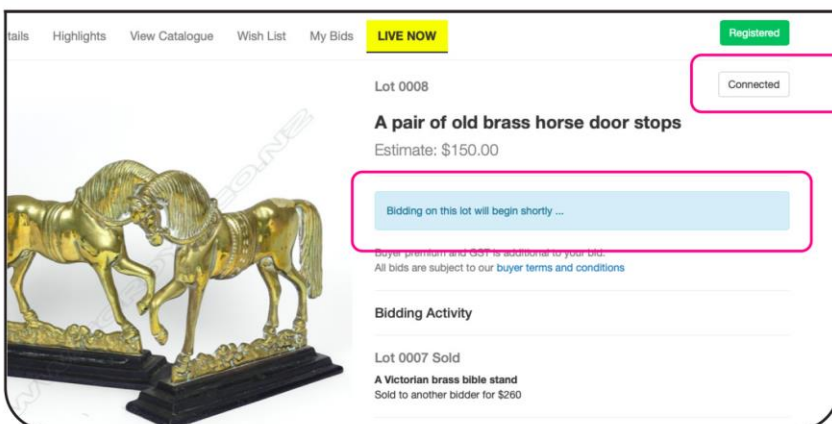 tails Highlights View Catalogue Wish List My Bids LIVE NOW Registered
Lot 0008 Connected
A pair of old brass horse door stops
Estimate: $150.00
Bidding on this lot will begin shortly ...
Buyer premium and GST is additional to your bid.
All bids are subject to our buyer terms and conditions
Bidding Activity
Lot 0007 Sold
A Victorian brass bible stand
Sold to another bidder for $260